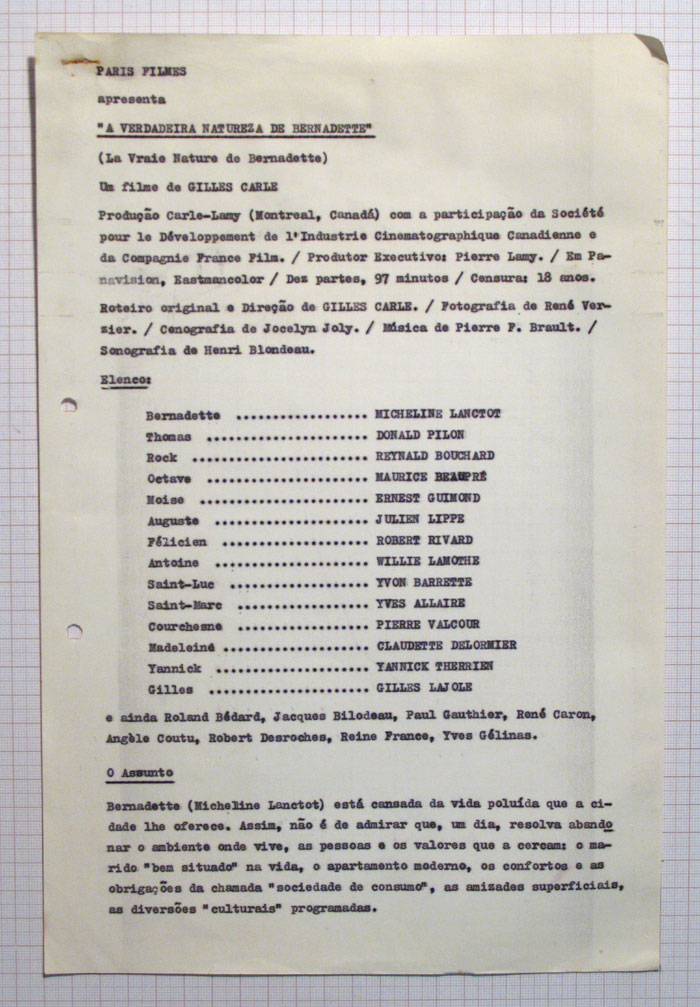 PARIS FILMES
apresenta
"A VERDADEIRA NATUREZA DE BERNADETTE"
(La Vraie Nature de Bernadette)
Um filme de GILLES CARLE
Produção Carle-Lamy (Montreal, Canadá) com a participação da Société
pour le Développement de l'Industrie Cinematographique Canadienne e
da Compagnie France Film. / Produtor Executivo: Pierre Lamy. / Em Pa-
navision, Eastmancolor / Dez partes, 97 minutos / Censura: 18 anos.
Roteiro original e Direção de GILLES CARLE. / Fotografia de René Ver-
zier. / Cenografia de Jocelyn Joly. / Música de Pierre F. Brault. /
Sonografia de Henri Blondeau.
Elenco:
Bernadette .................. MICHELINE LANCTOT
Thomas ...................... DONALD PILON
Rock ........................ REYNALD BOUCHARD
Octave ...................... MAURICE BEAUPRÉ
Moise ....................... ERNEST GUIMOND
Auguste ..................... JULIEN LIPPE
Félicien .................... ROBERT RIVARD
Antoine ..................... WILLIE LAMOTHE
Saint-Luc ................... YVON BARRETTE
Saint-Marc .................. YVES ALLAIRE
Courchesne .................. PIERRE VALCOUR
Madeleine .................... CLAUDETTE DELORMIER
Yannick ..................... YANNICK THERRIEN
Gilles ...................... GILLES LAJOLE
e ainda Roland Bédard, Jacques Bilodeau, Paul Gauthier, René Caron,
Angèle Coutu, Robert Desroches, Reine France, Yves Gélinas.
O Assunto
Bernadette (Micheline Lanctot) está cansada da vida poluída que a ci-
dade lhe oferece. Assim, não é de admirar que, um dia, resolva abando
nar o ambiente onde vive, as pessoas e os valores que a cercam: o ma-
rido "bem situado" na vida, o apartamento moderno, os confortos e as
obrigações da chamada "sociedade de consumo", as amizades superficiais,
as diversões "culturais" programadas.